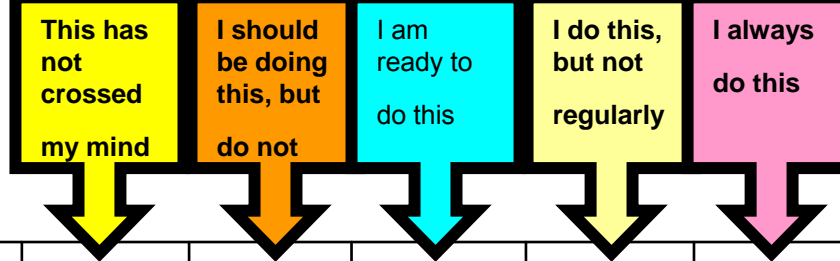 This has
not
crossed
my mind
I should
be doing
this, but
do not
I am
ready to
do this
I do this,
but not
regularly
I always
do this